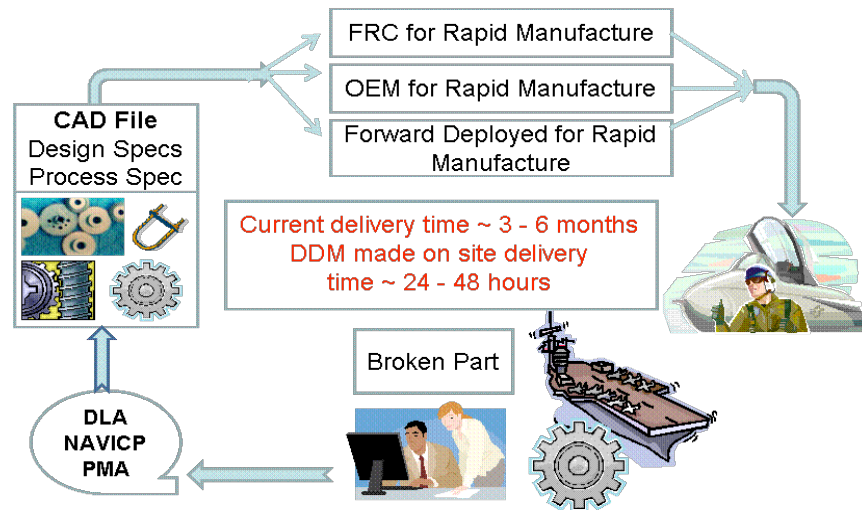 FRC for Rapid Manufacture
OEM for Rapid Manufacture
Forward Deployed for Rapid
Manufacture
CAD File
Design Specs
Process Spec
Current delivery time ~ 3 - 6 months
DDM made on site delivery
time ~ 24 - 48 hours
Broken Part
DLA
NAVICP
PMA